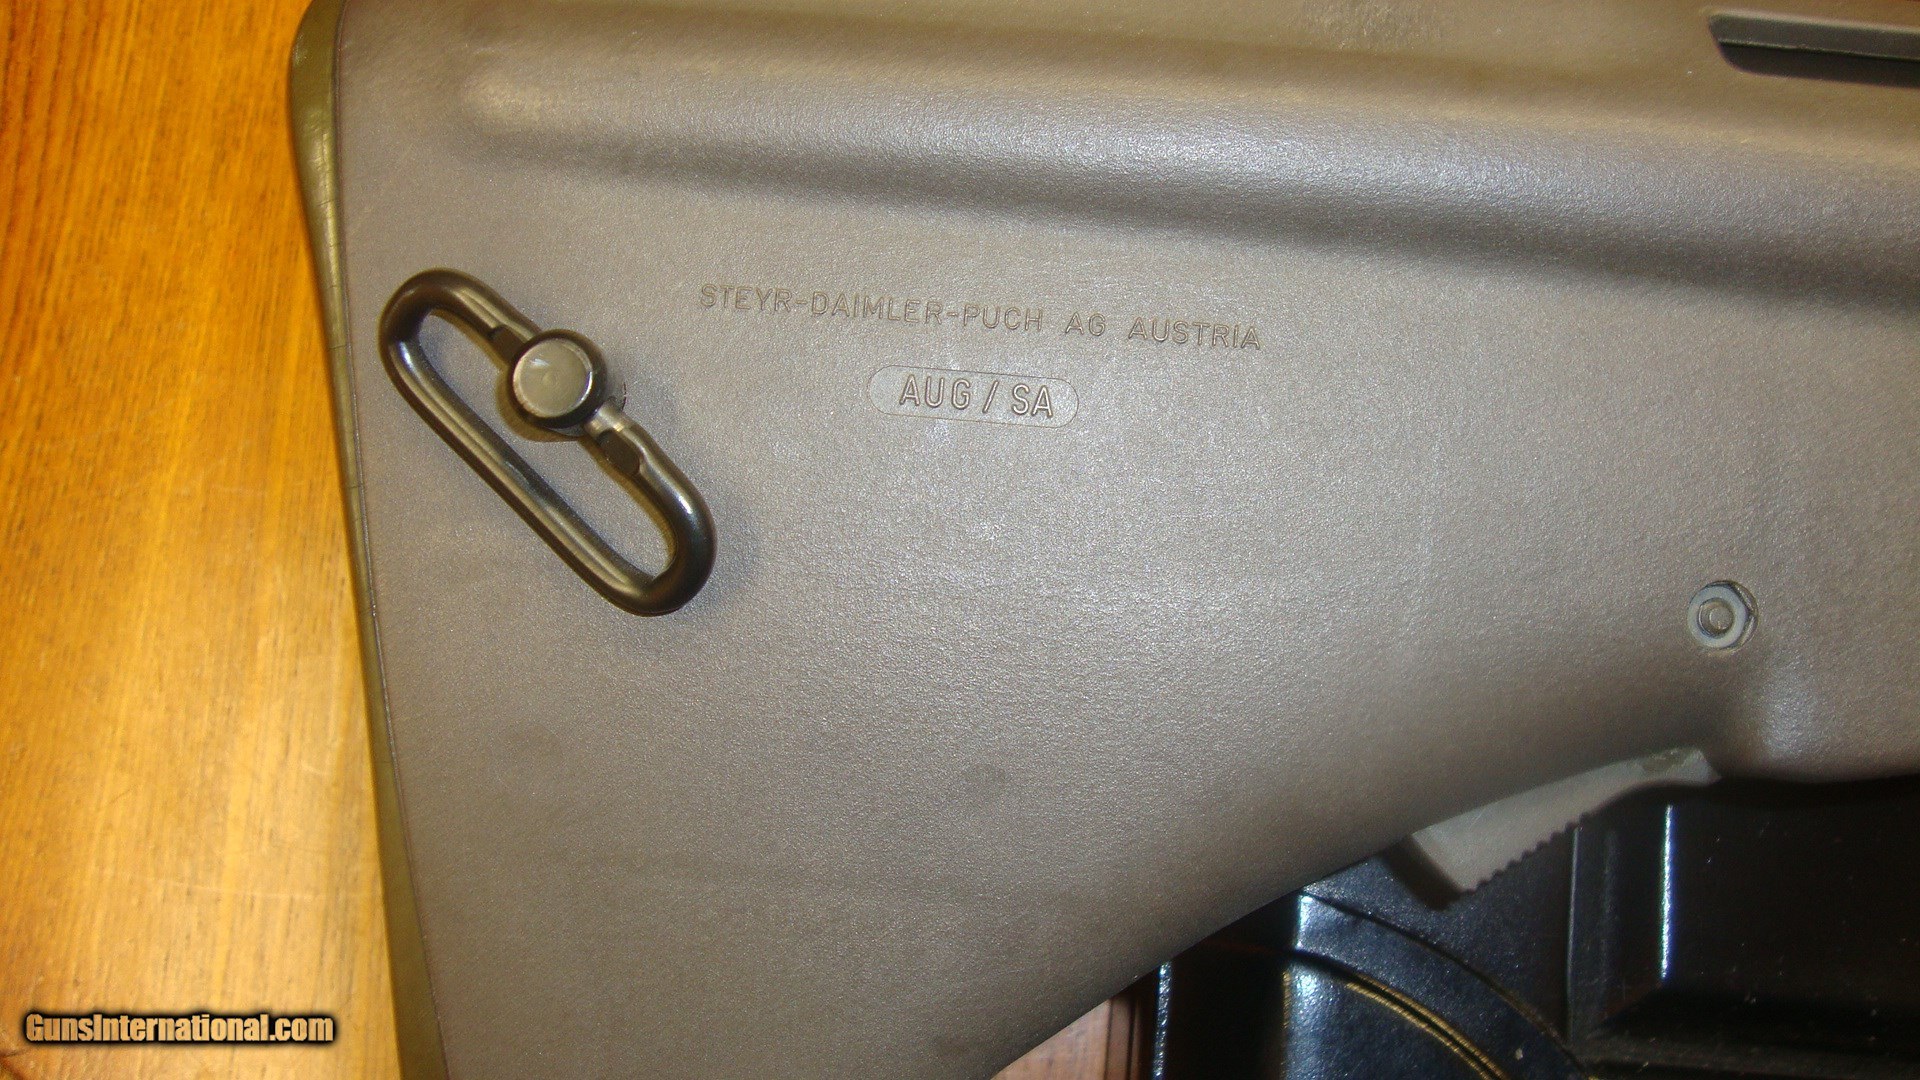 STEYR-DAIMLER-PUCH AG AUSTRIA
AUG / SA
GunsInternational.com